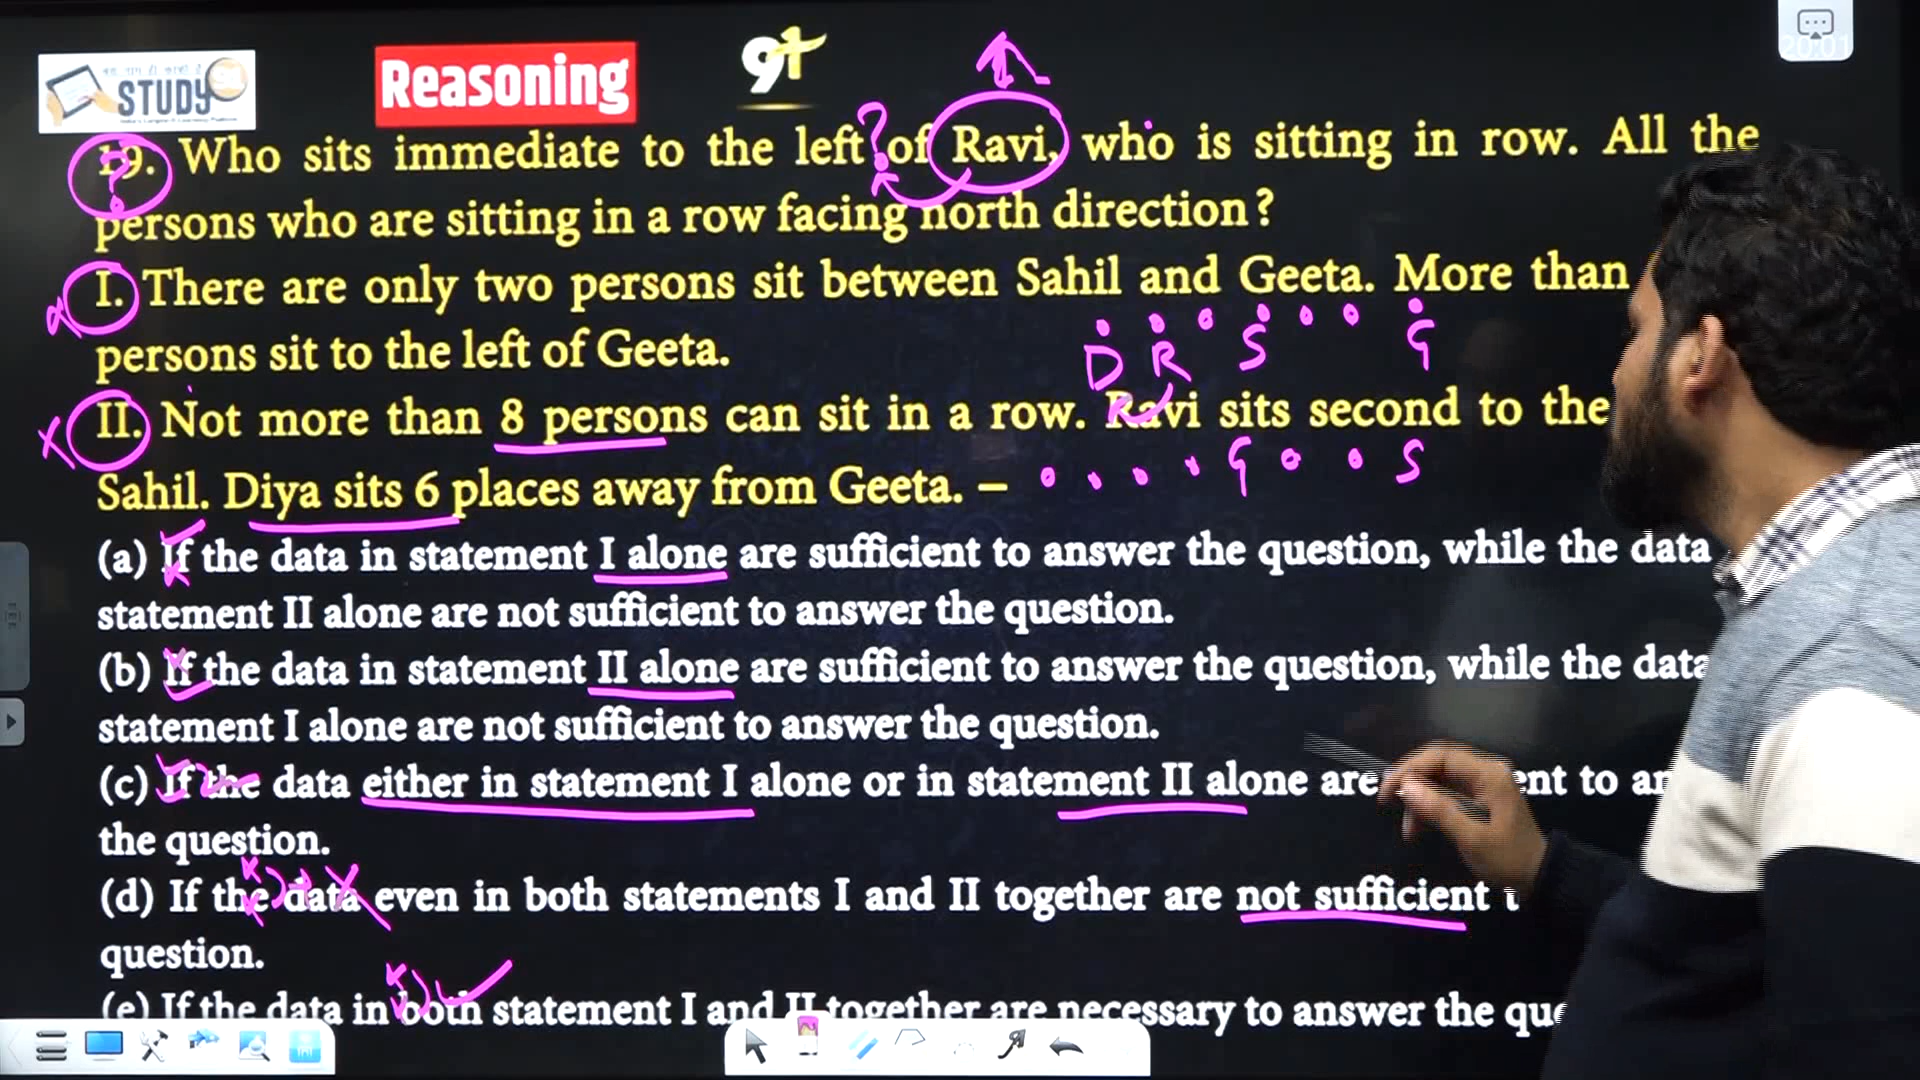 STUDY
Reasoning
9+
20:01
19. Who sits immediate to the left ? of Ravi, who is sitting in row. All the
persons who are sitting in a row facing north direction?
I. There are only two persons sit between Sahil and Geeta. More than
persons sit to the left of Geeta.
D R S G
II. Not more than 8 persons can sit in a row. Ravi sits second to the
Sahil. Diya sits 6 places away from Geeta. –
G S
(a) If the data in statement I alone are sufficient to answer the question, while the data
statement II alone are not sufficient to answer the question.
(b) If the data in statement II alone are sufficient to answer the question, while the data
statement I alone are not sufficient to answer the question.
(c) If the data either in statement I alone or in statement II alone are
the question.
(d) If the data even in both statements I and II together are not sufficient
question.
(e) If the data in both statement I and II together are necessary to answer the